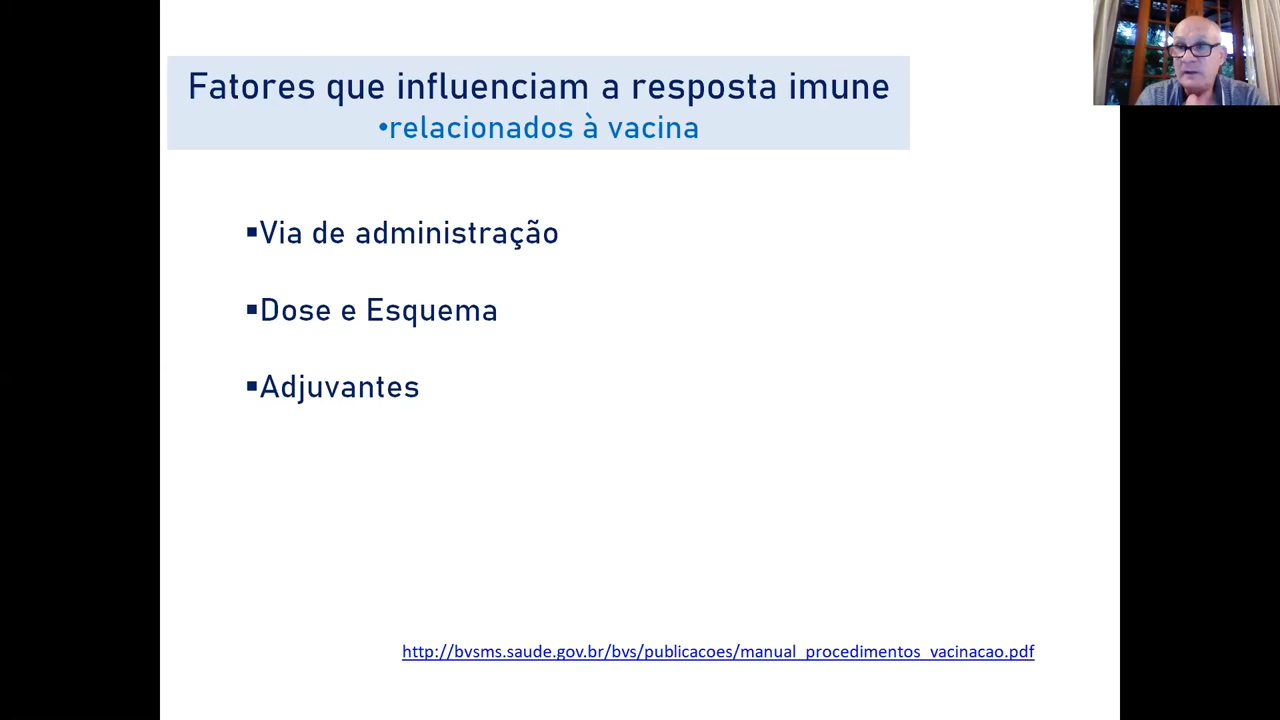 Fatores que influenciam a resposta imune
•relacionados à vacina
▪Via de administração
▪Dose e Esquema
▪Adjuvantes
http://bvsms.saude.gov.br/bvs/publicacoes/manual_procedimentos_vacinacao.pdf